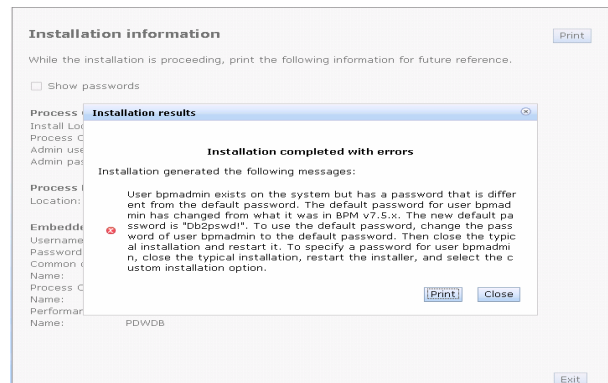 Installation information
Print
While the installation is proceeding, print the following information for future reference.
Show passwords
Process
Installation results
Install Loc
Process C
Admin use
Admin pas
Installation completed with errors
Installation generated the following messages:
Process
Location:
User bpmadmin exists on the system but has a password that is differ
ent from the default password. The default password for user bpmad
min has changed from what it was in BPM v7.5.x. The new default pa
ssword is "Db2pswd!". To use the default password, change the pass
word of user bpmadmin to the default password. Then close the typic
al installation and restart it. To specify a password for user bpmadmi
n, close the typical installation, restart the installer, and select the c
ustom installation option.
Embedde
Username
Password
Common
Name:
Process C
Name:
Performar
Print
Close
Name: PDWDB
Exit